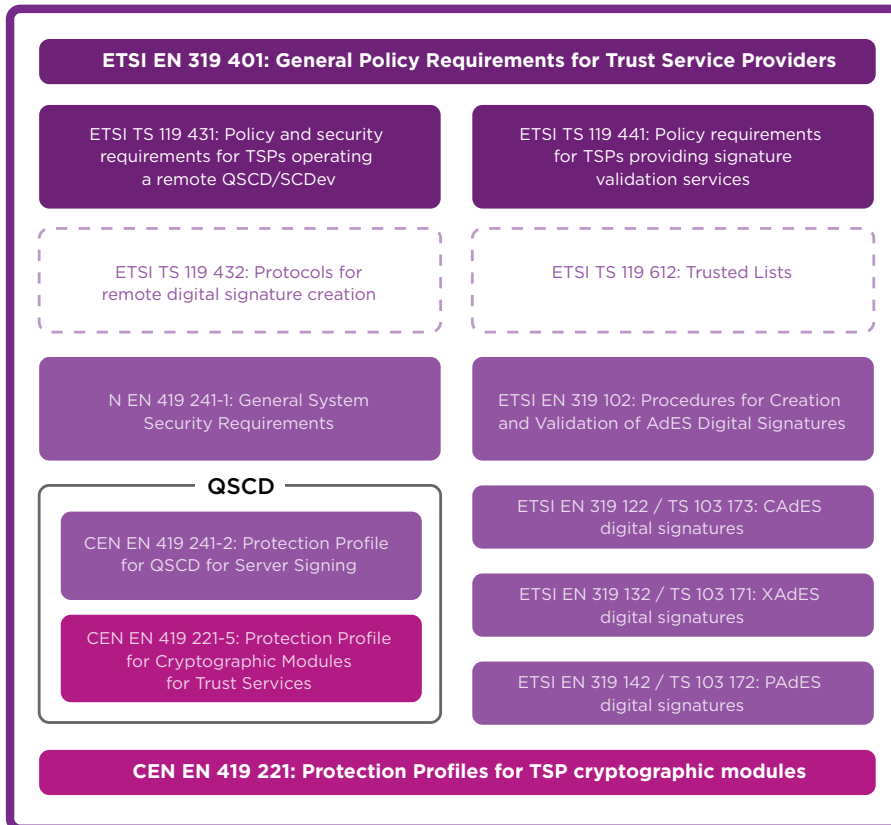 ETSI EN 319 401: General Policy Requirements for Trust Service Providers
ETSI TS 119 431: Policy and security
requirements for TSPs operating
a remote QSCD/SCDev
ETSI TS 119 441: Policy requirements
for TSPs providing signature
validation services
ETSI TS 119 432: Protocols for
remote digital signature creation
ETSI TS 119 612: Trusted Lists
N EN 419 241-1: General System
Security Requirements
ETSI EN 319 102: Procedures for Creation
and Validation of AdES Digital Signatures
QSCD
CEN EN 419 241-2: Protection Profile
for QSCD for Server Signing
CEN EN 419 221-5: Protection Profile
for Cryptographic Modules
for Trust Services
ETSI EN 319 122 / TS 103 173: CAdES
digital signatures
ETSI EN 319 132 / TS 103 171: XAdES
digital signatures
ETSI EN 319 142 / TS 103 172: PAdES
digital signatures
CEN EN 419 221: Protection Profiles for TSP cryptographic modules